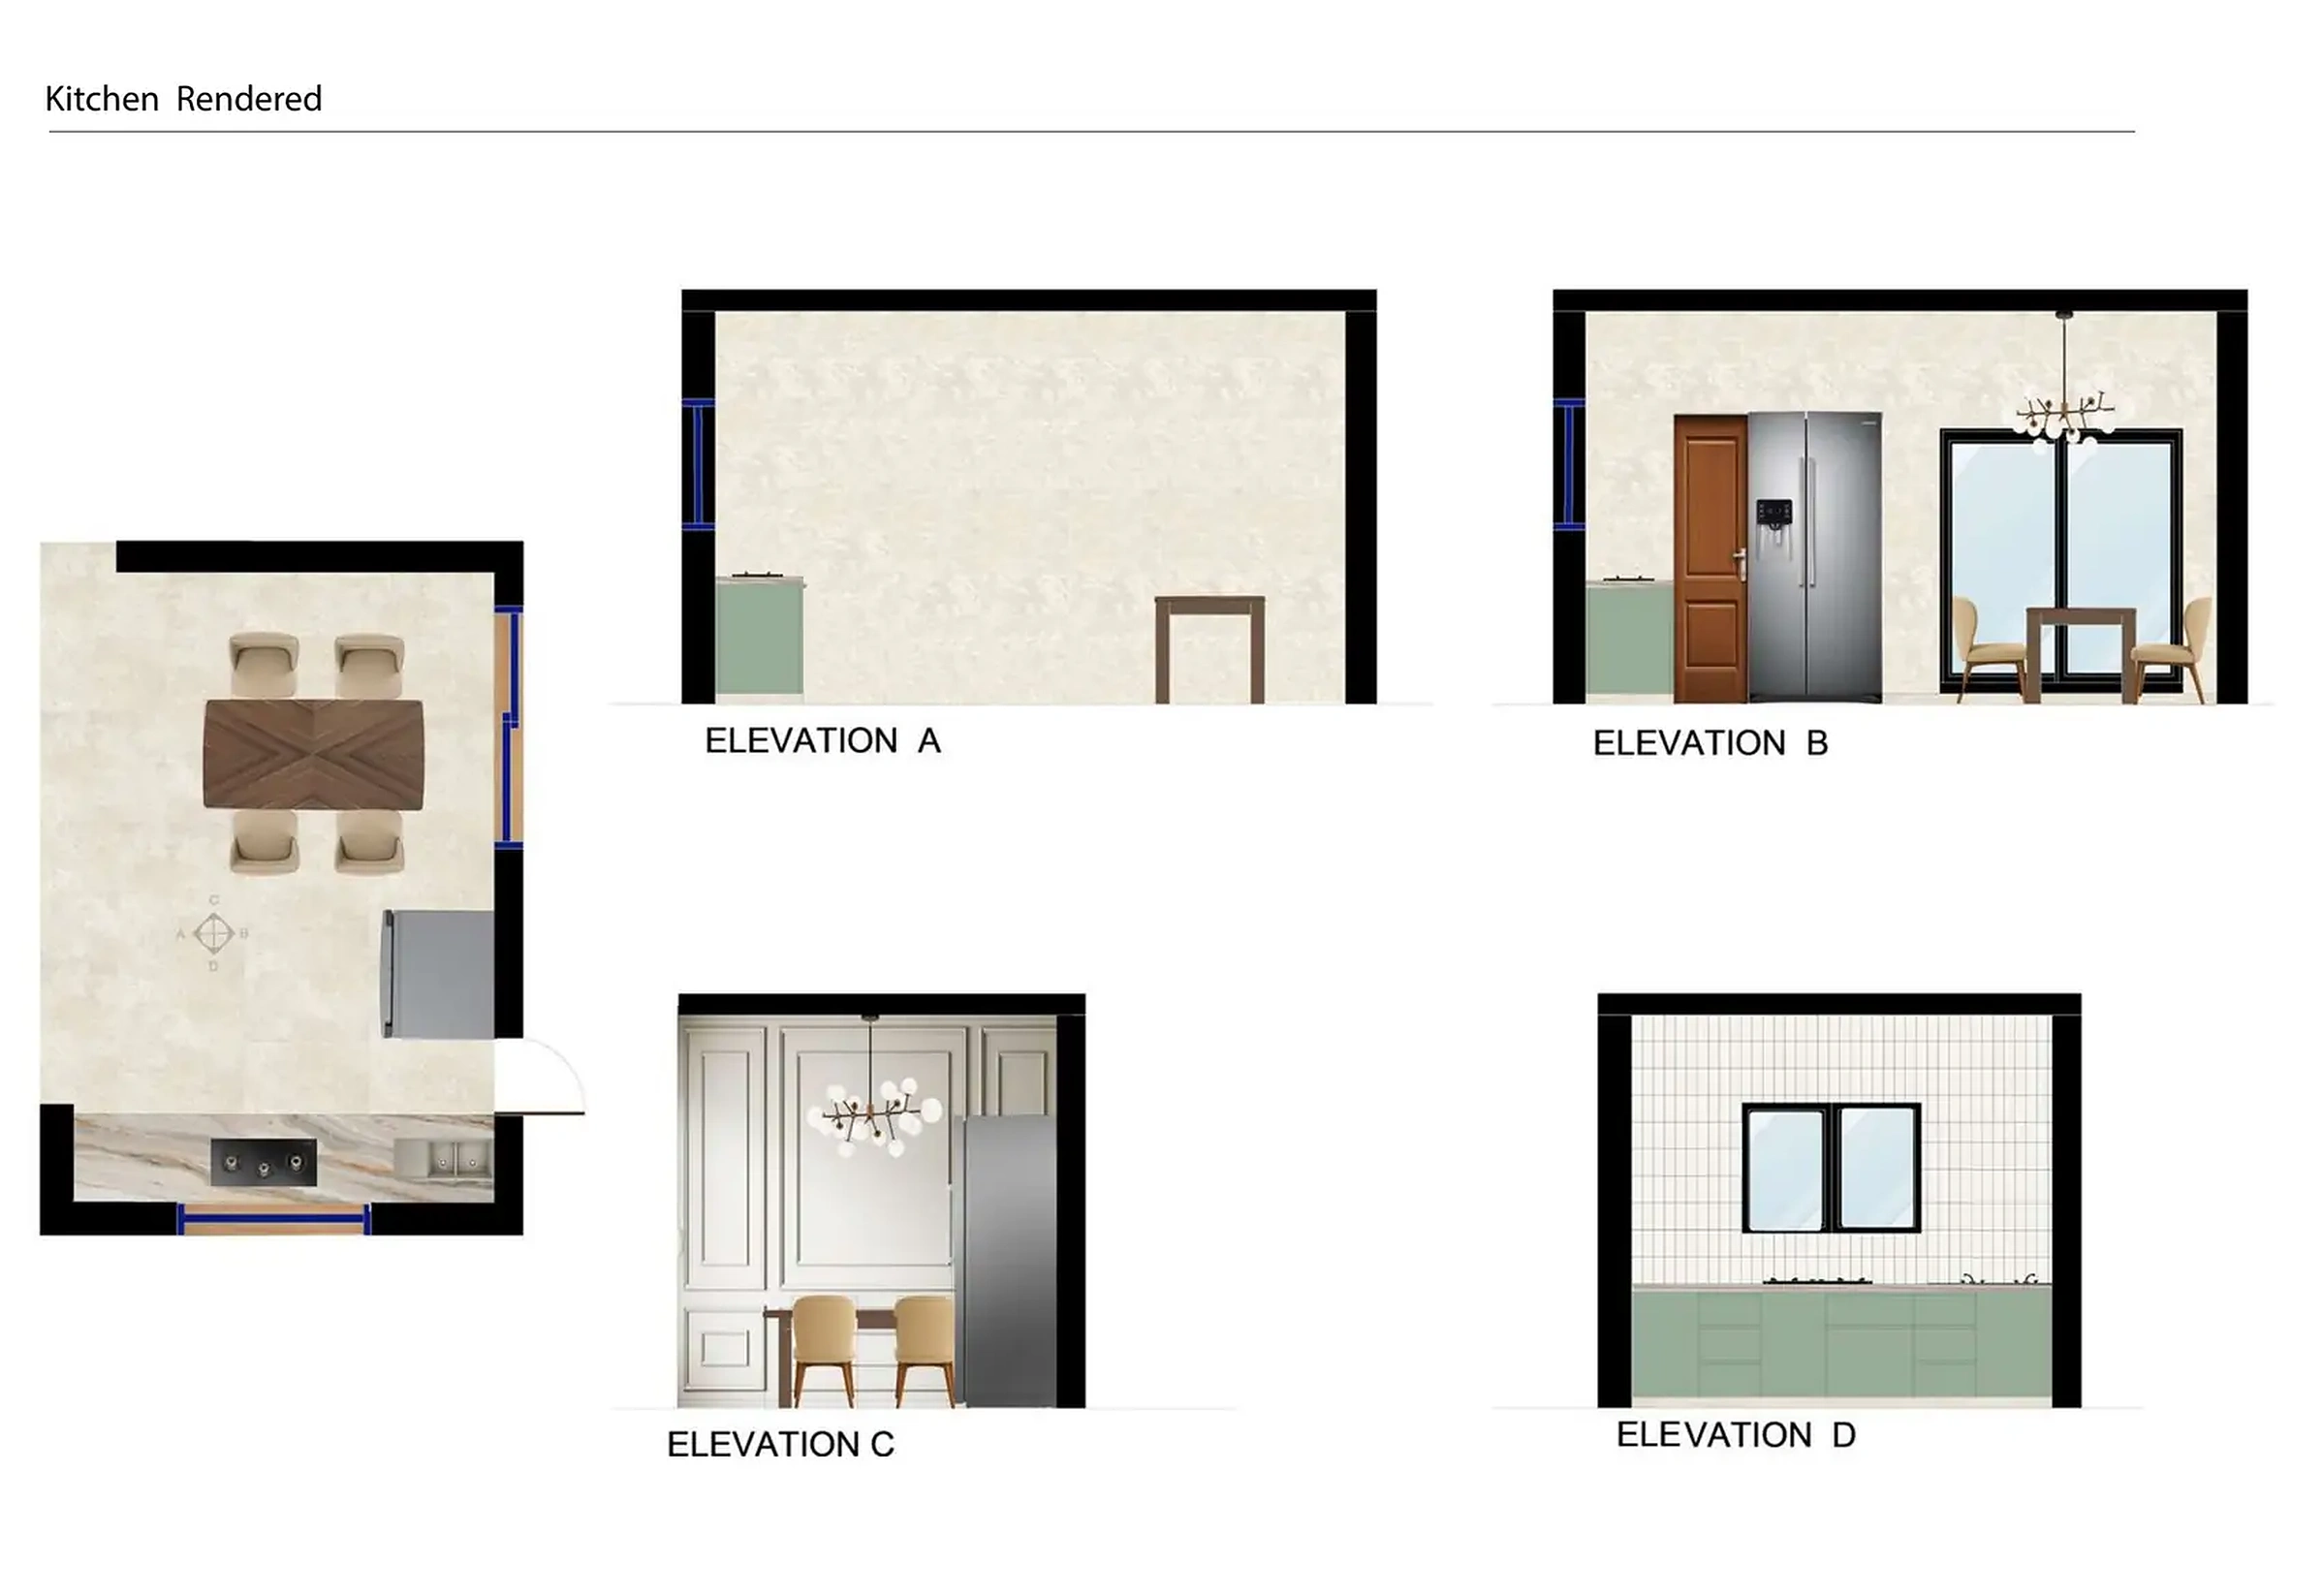 Kitchen Rendered
ELEVATION A
ELEVATION B
C
A B
D
ELEVATION C
ELEVATION D